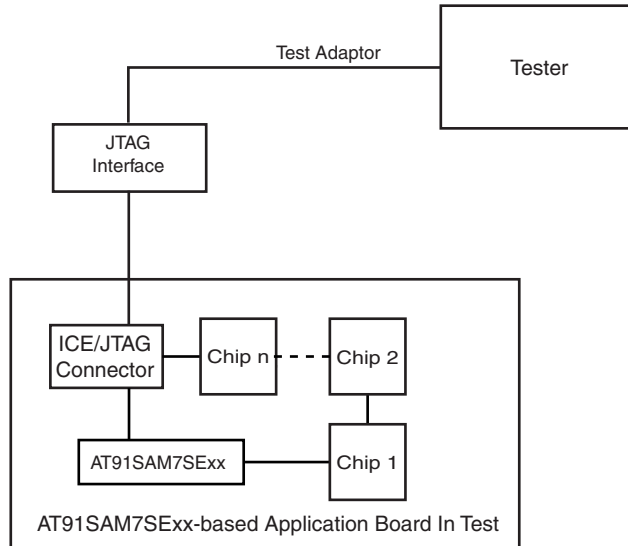 Test Adaptor
Tester
JTAG
Interface
ICE/JTAG
Connector
Chip n
Chip 2
AT91SAM7SExx
Chip 1
AT91SAM7SExx-based Application Board In Test